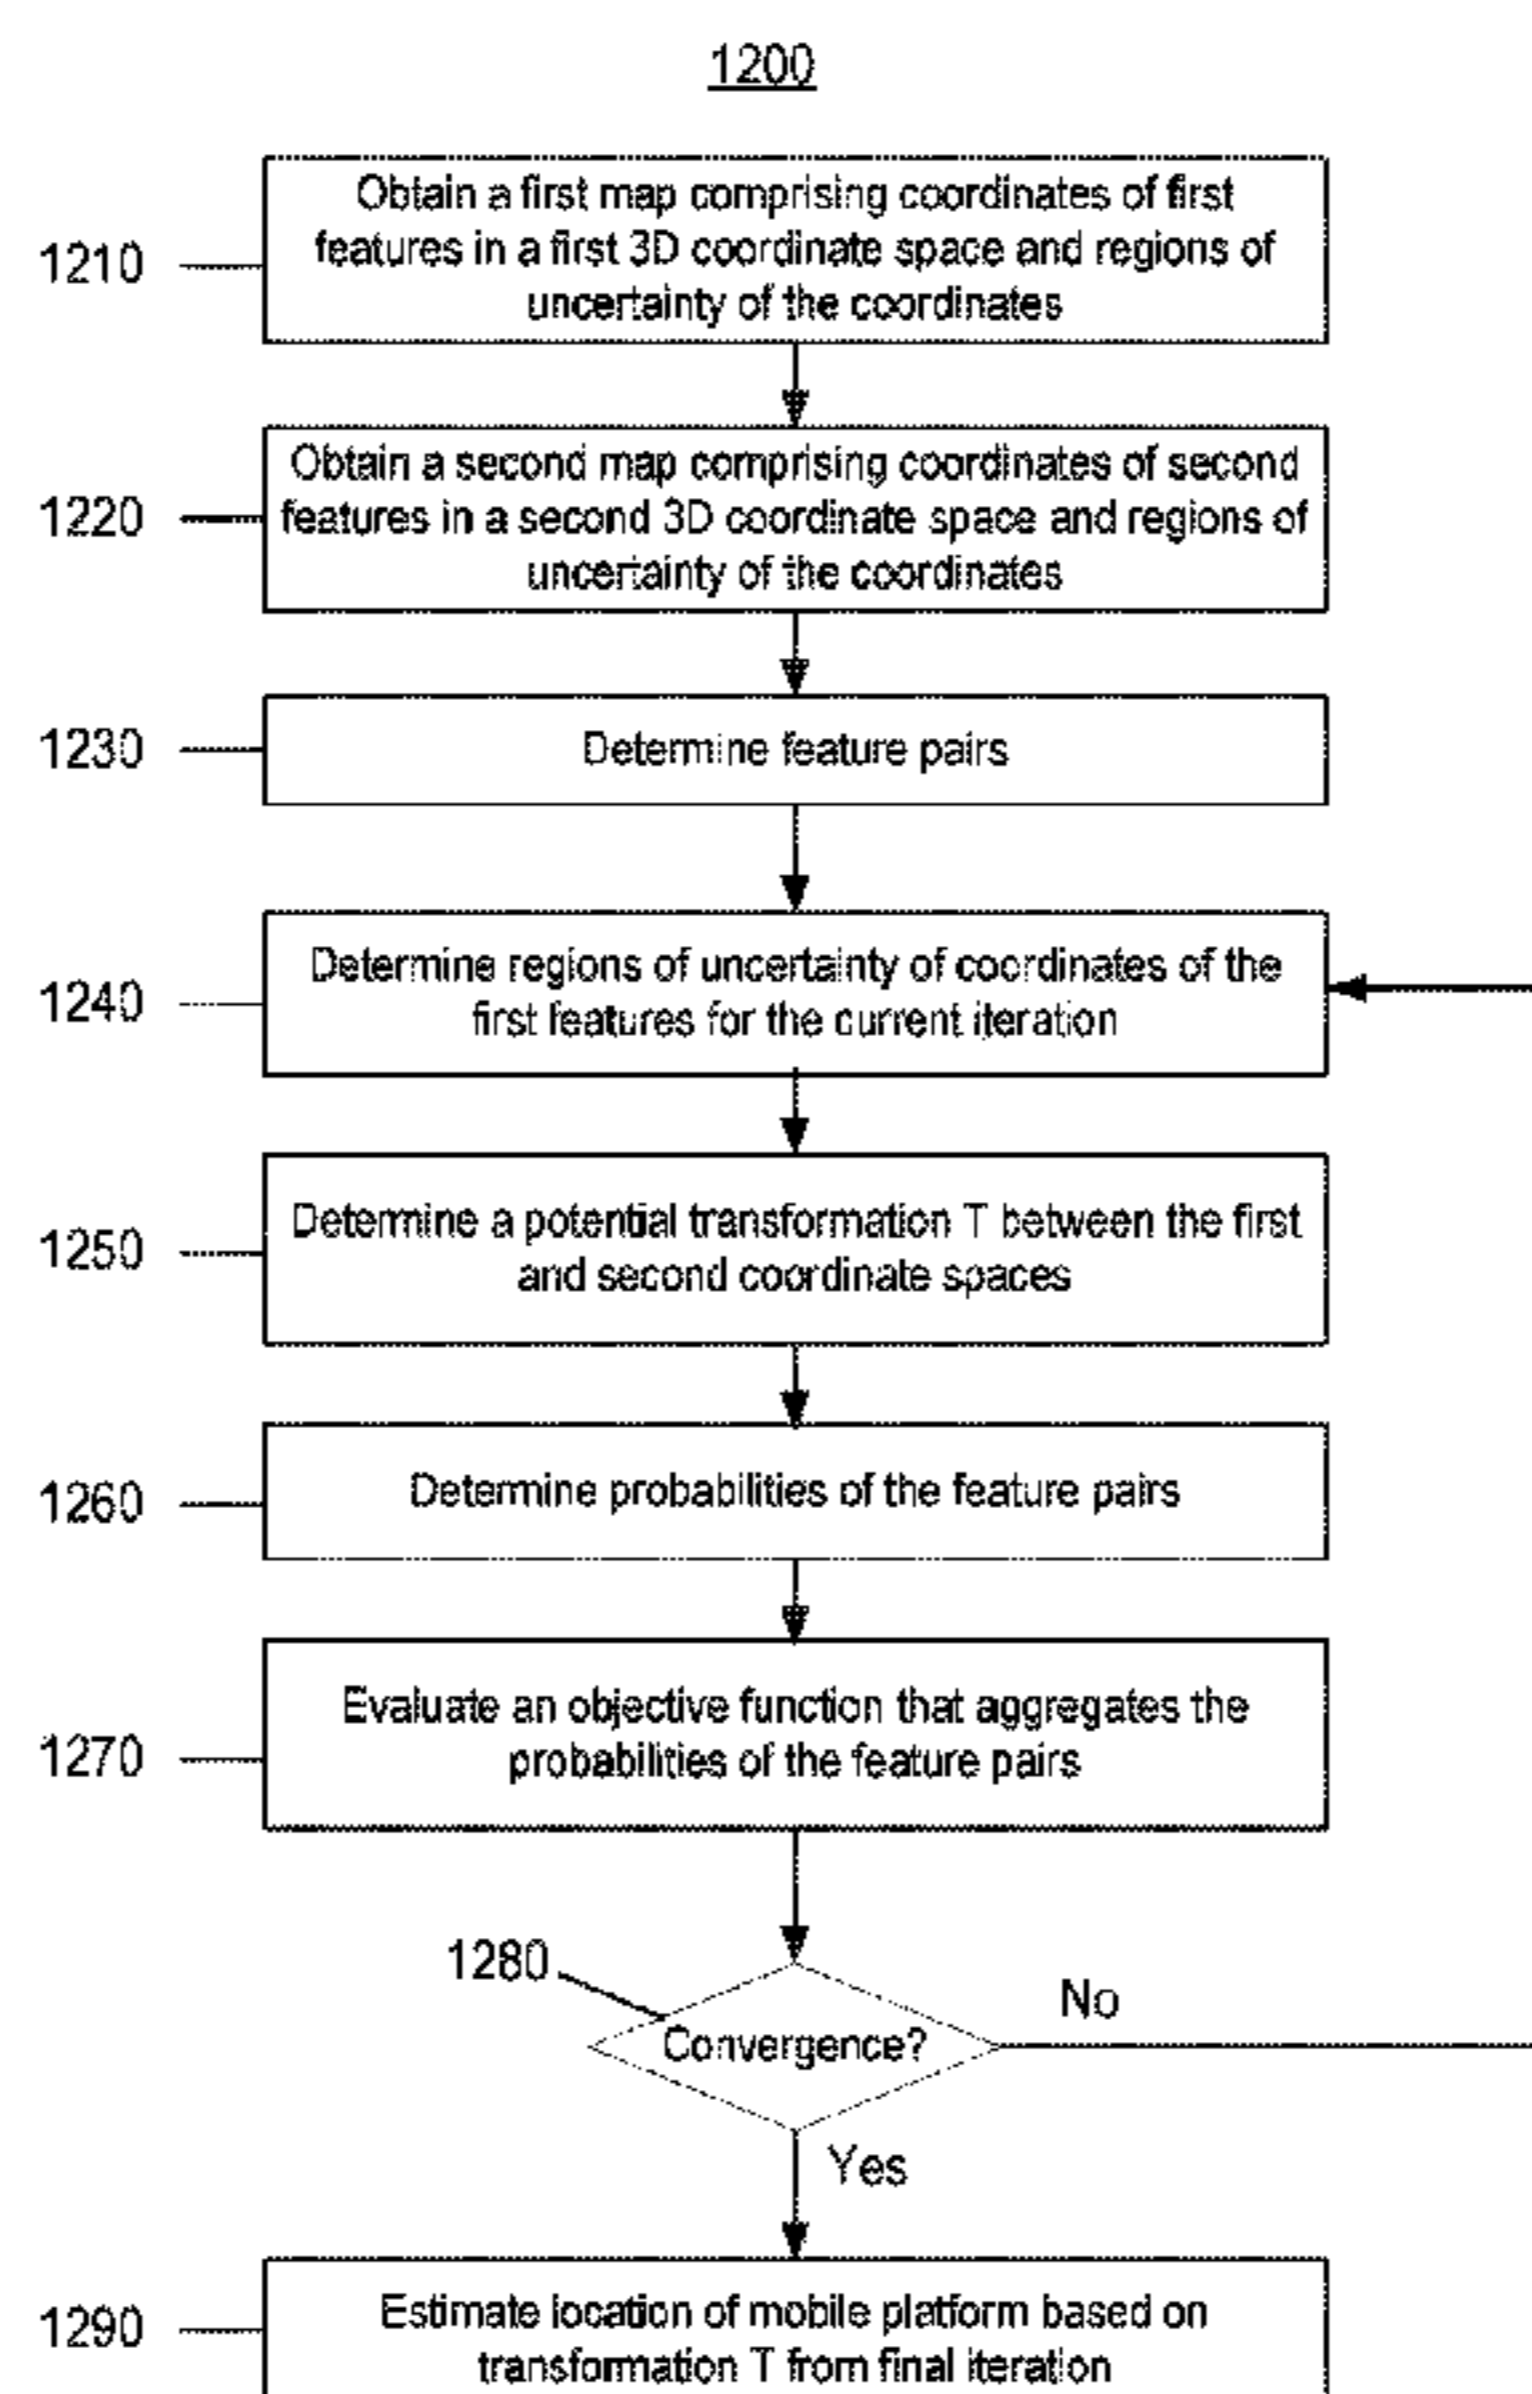 1200
1210
Obtain a first map comprising coordinates of first
features in a first 3D coordinate space and regions of
uncertainty of the coordinates
1220
Obtain a second map comprising coordinates of second
features in a second 3D coordinate space and regions of
uncertainty of the coordinates
1230
Determine feature pairs
1240
Determine regions of uncertainty of coordinates of the
first features for the current iteration
1250
Determine a potential transformation T between the first
and second coordinate spaces
1260
Determine probabilities of the feature pairs
1270
Evaluate an objective function that aggregates the
probabilities of the feature pairs
1280
Convergence?
No
Yes
1290
Estimate location of mobile platform based on
transformation T from final iteration